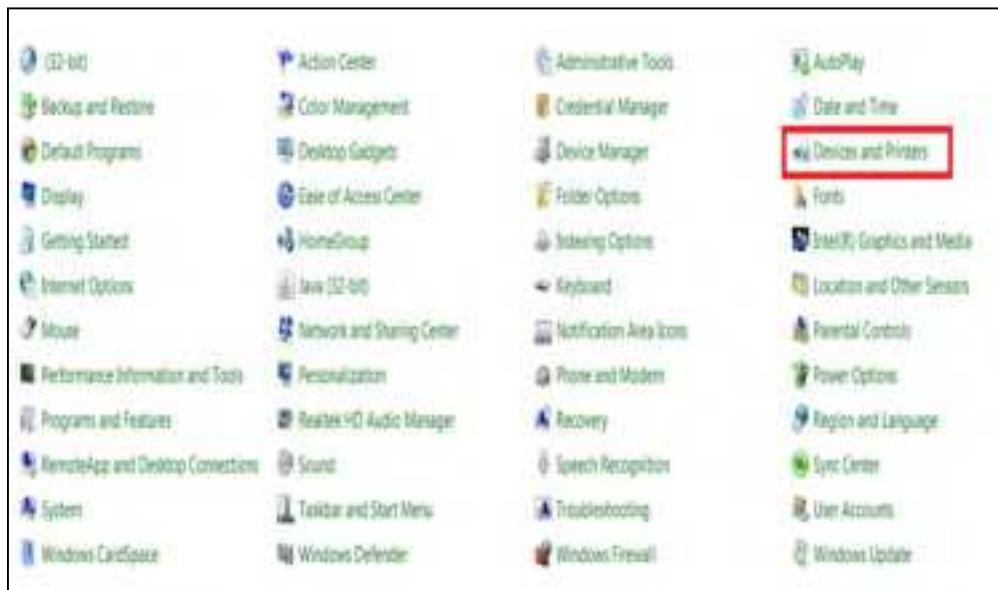 (32-bit) Action Center Administrative Tools AutoPlay
Backup and Restore Color Management Credential Manager Date and Time
Default Programs Desktop Gadgets Device Manager Devices and Printers
Display Ease of Access Center Folder Options Fonts
Getting Started HomeGroup Indexing Options Intel(R) Graphics and Media
Internet Options Java (32-bit) Keyboard Location and Other Sensors
Mouse Network and Sharing Center Notification Area Icons Parental Controls
Performance Information and Tools Personalization Phone and Modem Power Options
Programs and Features Realtek HD Audio Manager Recovery Region and Language
RemoteApp and Desktop Connections Sound Speech Recognition Sync Center
System Taskbar and Start Menu Troubleshooting User Accounts
Windows CardSpace Windows Defender Windows Firewall Windows Update